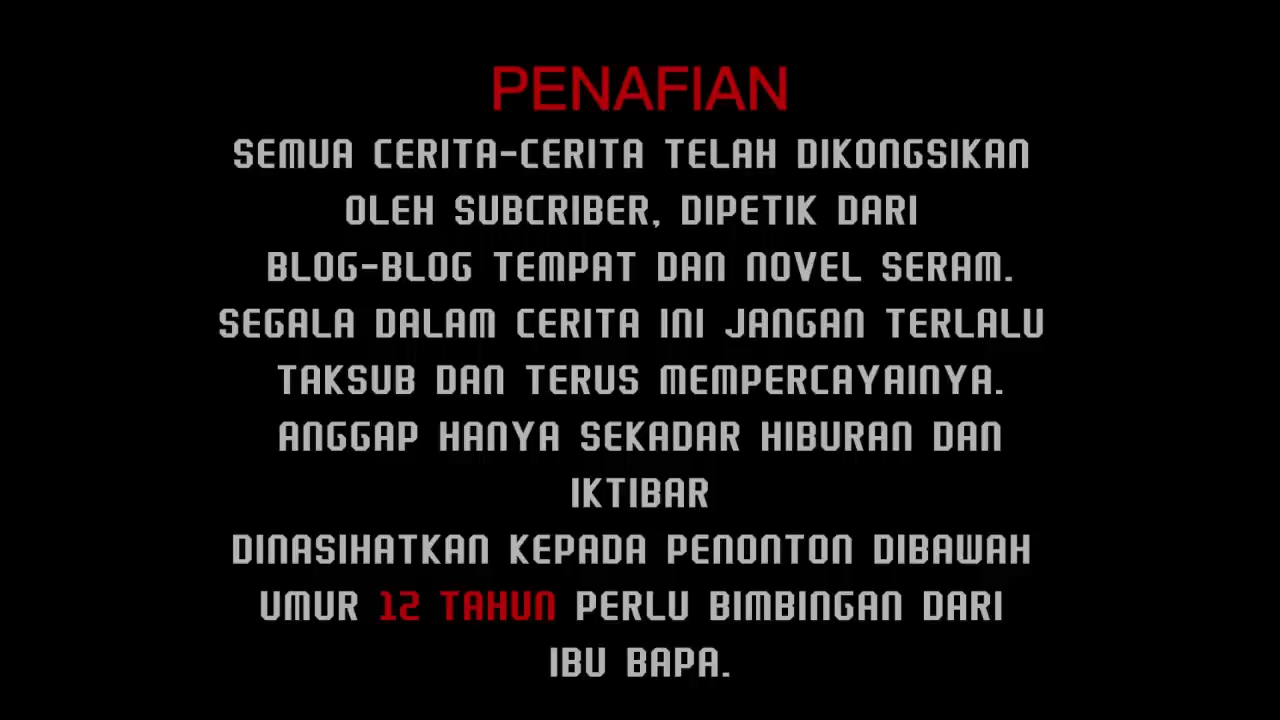 PENAFIAN
SEMUA CERITA-CERITA TELAH DIKONGSIKAN
OLEH SUBCRIBER, DIPETIK DARI
BLOG-BLOG TEMPAT DAN NOVEL SERAM.
SEGALA DALAM CERITA INI JANGAN TERLALU
TAKSUB DAN TERUS MEMPERCAYAINYA.
ANGGAP HANYA SEKADAR HIBURAN DAN
IKTIBAR
DINASIHATKAN KEPADA PENONTON DIBAWAH
UMUR 12 TAHUN PERLU BIMBINGAN DARI
IBU BAPA.